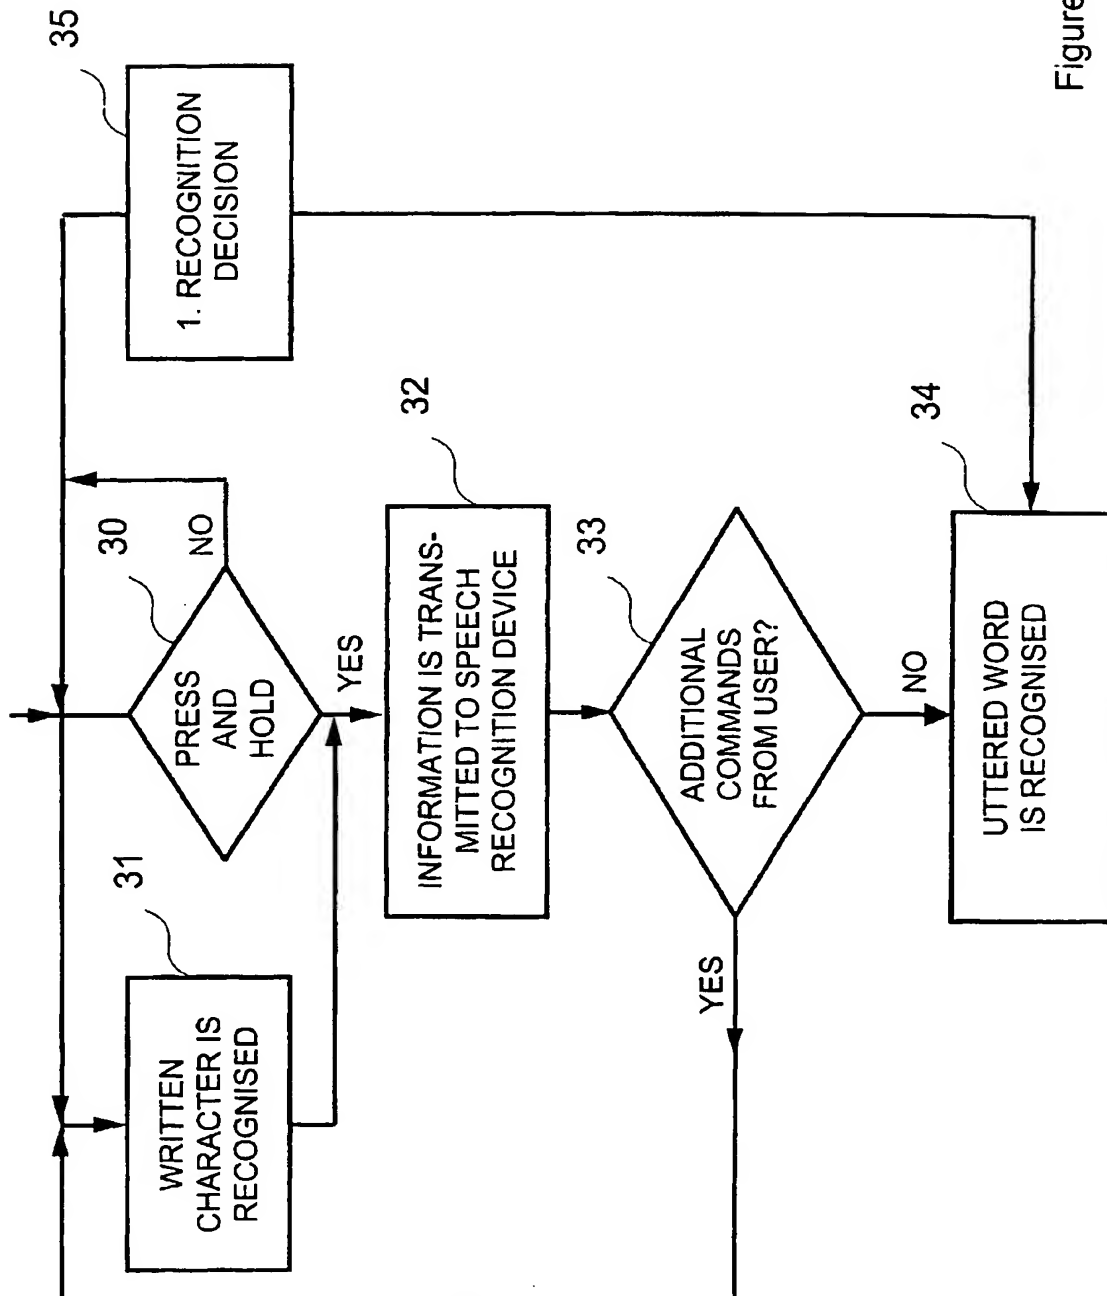 35
1. RECOGNITION
DECISION
30
PRESS
AND
HOLD
NO
YES
31
WRITTEN
CHARACTER IS
RECOGNISED
32
INFORMATION IS TRANS-
MITTED TO SPEECH
RECOGNITION DEVICE
33
ADDITIONAL
COMMANDS
FROM USER?
YES
NO
34
UTTERED WORD
IS RECOGNISED
Figure